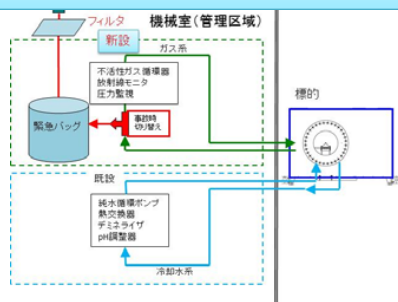 フィルタ
機械室(管理区域)
新設
ガス系
不活性ガス循環器
放射線モニタ
圧力監視
標的
緊急バッグ
事故時
切り替え
既設
純水循環ポンプ
熱交換器
デミネライザ
pH調整器
冷却水系